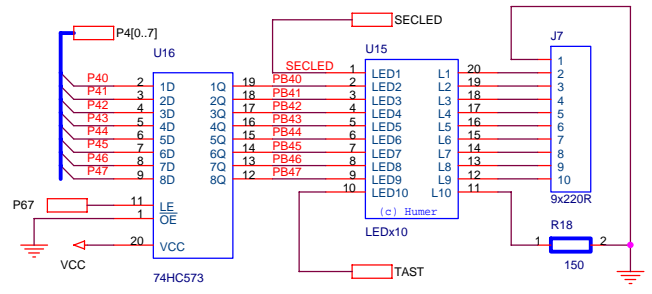 SECLED
P4[0..7]
U16 U15 J7
SECLED
P40 2 1D 1Q 19 PB40 1 LED1 L1 20 1
P41 3 2D 2Q 18 PB41 2 LED2 L2 19 2
P42 4 3D 3Q 17 PB42 3 LED3 L3 18 3
P43 5 4D 4Q 16 PB43 4 LED4 L4 17 4
P44 6 5D 5Q 15 PB44 5 LED5 L5 16 5
P45 7 6D 6Q 14 PB45 6 LED6 L6 15 6
P46 8 7D 7Q 13 PB46 7 LED7 L7 14 7
P47 9 8D 8Q 12 PB47 8 LED8 L8 13 8
9 LED9 L9 12 9
10 LED10 L10 11 10
P67 11 LE
1 OE
(c) Humer
9x220R
LEDx10
R18
1 2
20 VCC
VCC
150
74HC573
TAST